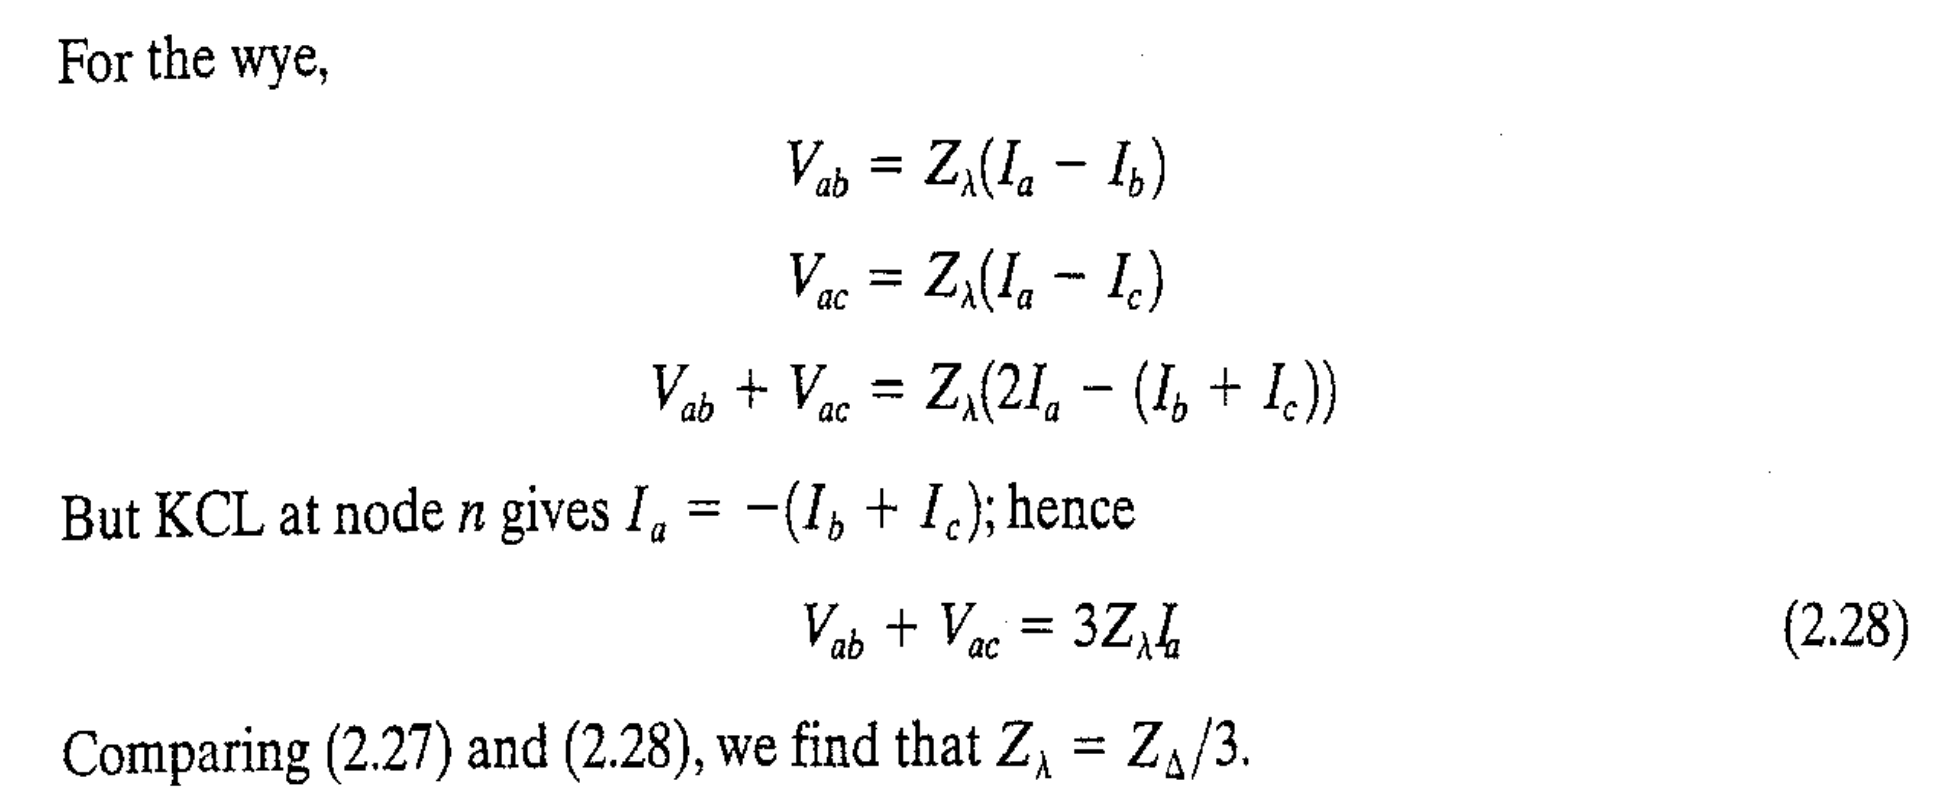 For the wye,
V_ab = Z_λ(I_a − I_b)
V_ac = Z_λ(I_a − I_c)
V_ab + V_ac = Z_λ(2I_a − (I_b + I_c))
But KCL at node n gives I_a = −(I_b + I_c); hence
V_ab + V_ac = 3Z_λI_a (2.28)
Comparing (2.27) and (2.28), we find that Z_λ = Z_Δ/3.